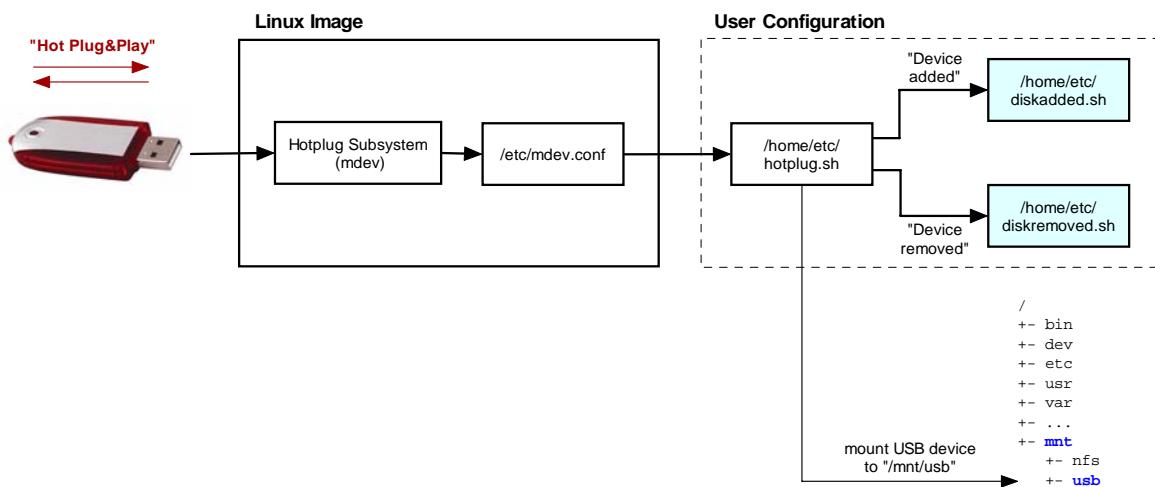 Linux Image
User Configuration
"Hot Plug&Play"
Hotplug Subsystem
(mdev)
/etc/mdev.conf
/home/etc/
hotplug.sh
"Device
added"
/home/etc/
diskadded.sh
"Device
removed"
/home/etc/
diskremoved.sh
mount USB device
to "/mnt/usb"
/
+- bin
+- dev
+- etc
+- usr
+- var
+- ...
+- mnt
+- nfs
+- usb